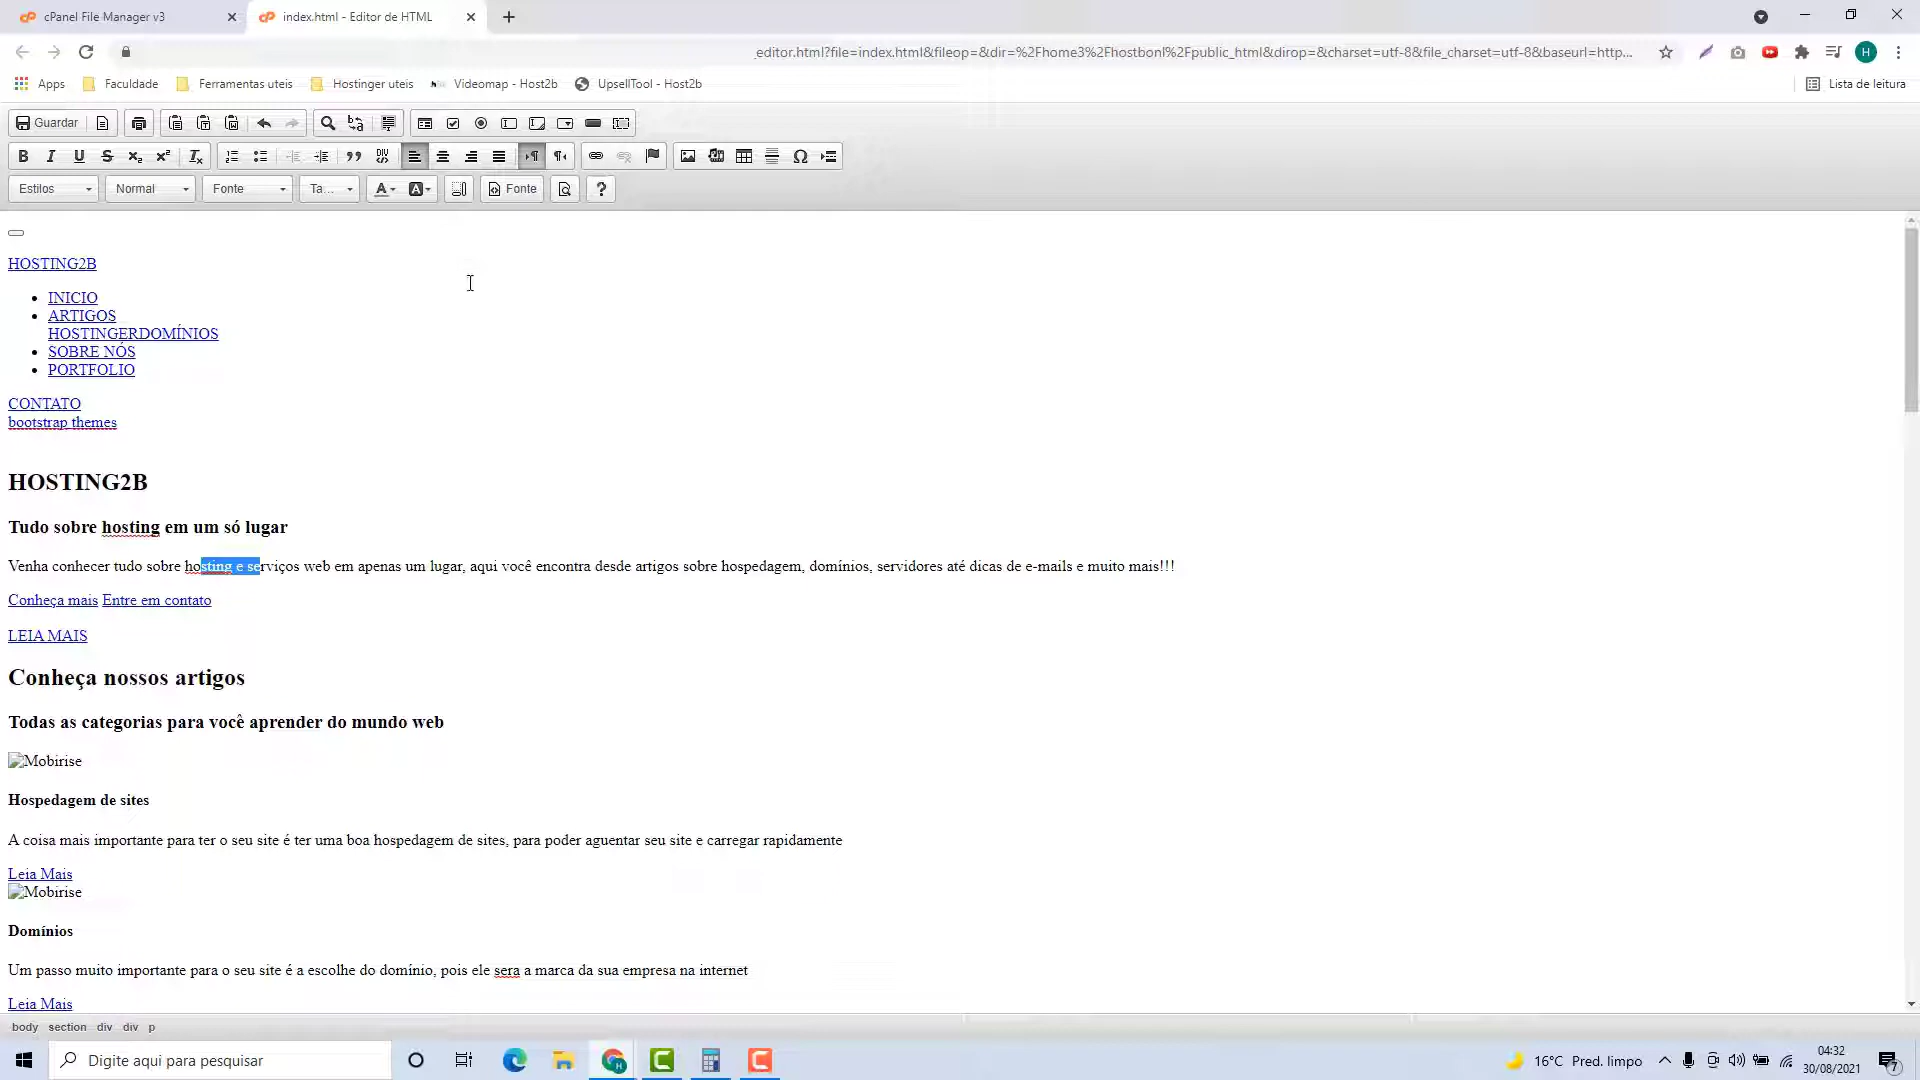 cPanel File Manager v3
index.html - Editor de HTML
_editor.html?file=index.html&fileop=&dir=%2Fhome3%2Fhostbonl%2Fpublic_html&dirop=&charset=utf-8&file_charset=utf-8&baseurl=http...
H
Apps Faculdade Ferramentas uteis Hostinger uteis Videomap - Host2b UpsellTool - Host2b Lista de leitura
Guardar
Estilos Normal Fonte Ta... A A Fonte ?
HOSTING2B
INICIO
ARTIGOS
HOSTINGERDOMÍNIOS
SOBRE NÓS
PORTFOLIO
CONTATO
bootstrap themes
HOSTING2B
Tudo sobre hosting em um só lugar
Venha conhecer tudo sobre hosting e serviços web em apenas um lugar, aqui você encontra desde artigos sobre hospedagem, domínios, servidores até dicas de e-mails e muito mais!!!
Conheça mais Entre em contato
LEIA MAIS
Conheça nossos artigos
Todas as categorias para você aprender do mundo web
Mobirise
Hospedagem de sites
A coisa mais importante para ter o seu site é ter uma boa hospedagem de sites, para poder aguentar seu site e carregar rapidamente
Leia Mais
Mobirise
Domínios
Um passo muito importante para o seu site é a escolhe do domínio, pois ele sera a marca da sua empresa na internet
Leia Mais
body section div div p
Digite aqui para pesquisar
16°C Pred. limpo
04:32
30/08/2021
7